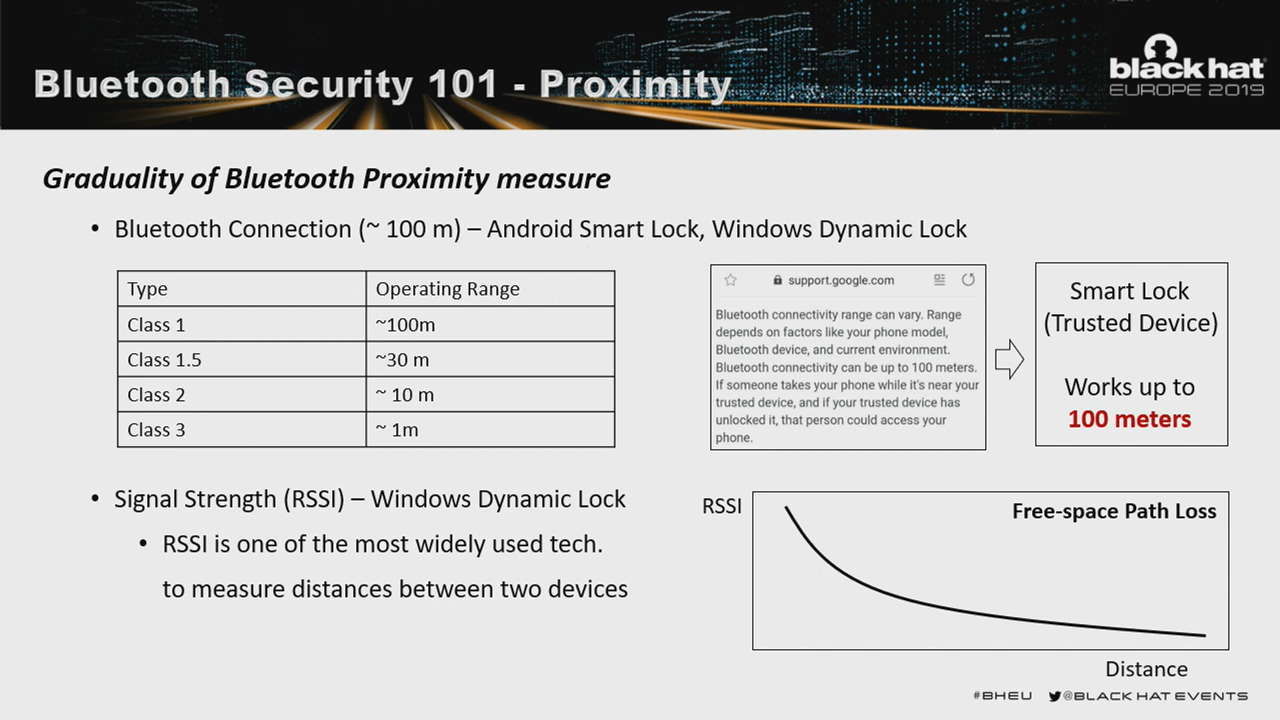 Bluetooth Security 101 - Proximity
black hat
EUROPE 2019
Graduality of Bluetooth Proximity measure
• Bluetooth Connection (~ 100 m) – Android Smart Lock, Windows Dynamic Lock
Type Operating Range
Class 1 ~100m
Class 1.5 ~30 m
Class 2 ~ 10 m
Class 3 ~ 1m
support.google.com
Bluetooth connectivity range can vary. Range
depends on factors like your phone model,
Bluetooth device, and current environment.
Bluetooth connectivity can be up to 100 meters.
If someone takes your phone while it's near your
trusted device, and if your trusted device has
unlocked it, that person could access your
phone.
Smart Lock
(Trusted Device)
Works up to
100 meters
• Signal Strength (RSSI) – Windows Dynamic Lock
• RSSI is one of the most widely used tech.
to measure distances between two devices
RSSI
Free-space Path Loss
Distance
#BHEU @BLACK HAT EVENTS